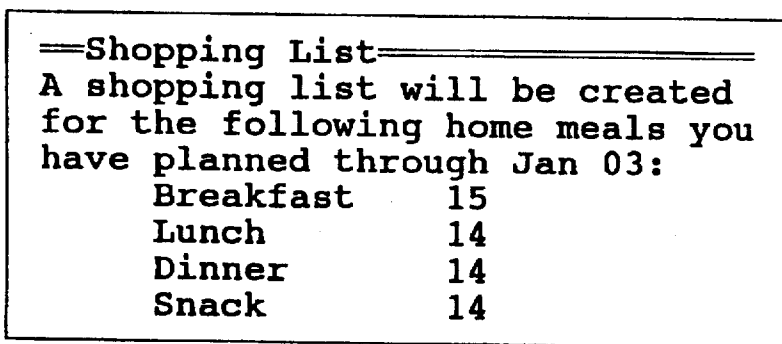 Shopping List
A shopping list will be created
for the following home meals you
have planned through Jan 03:
Breakfast 15
Lunch 14
Dinner 14
Snack 14